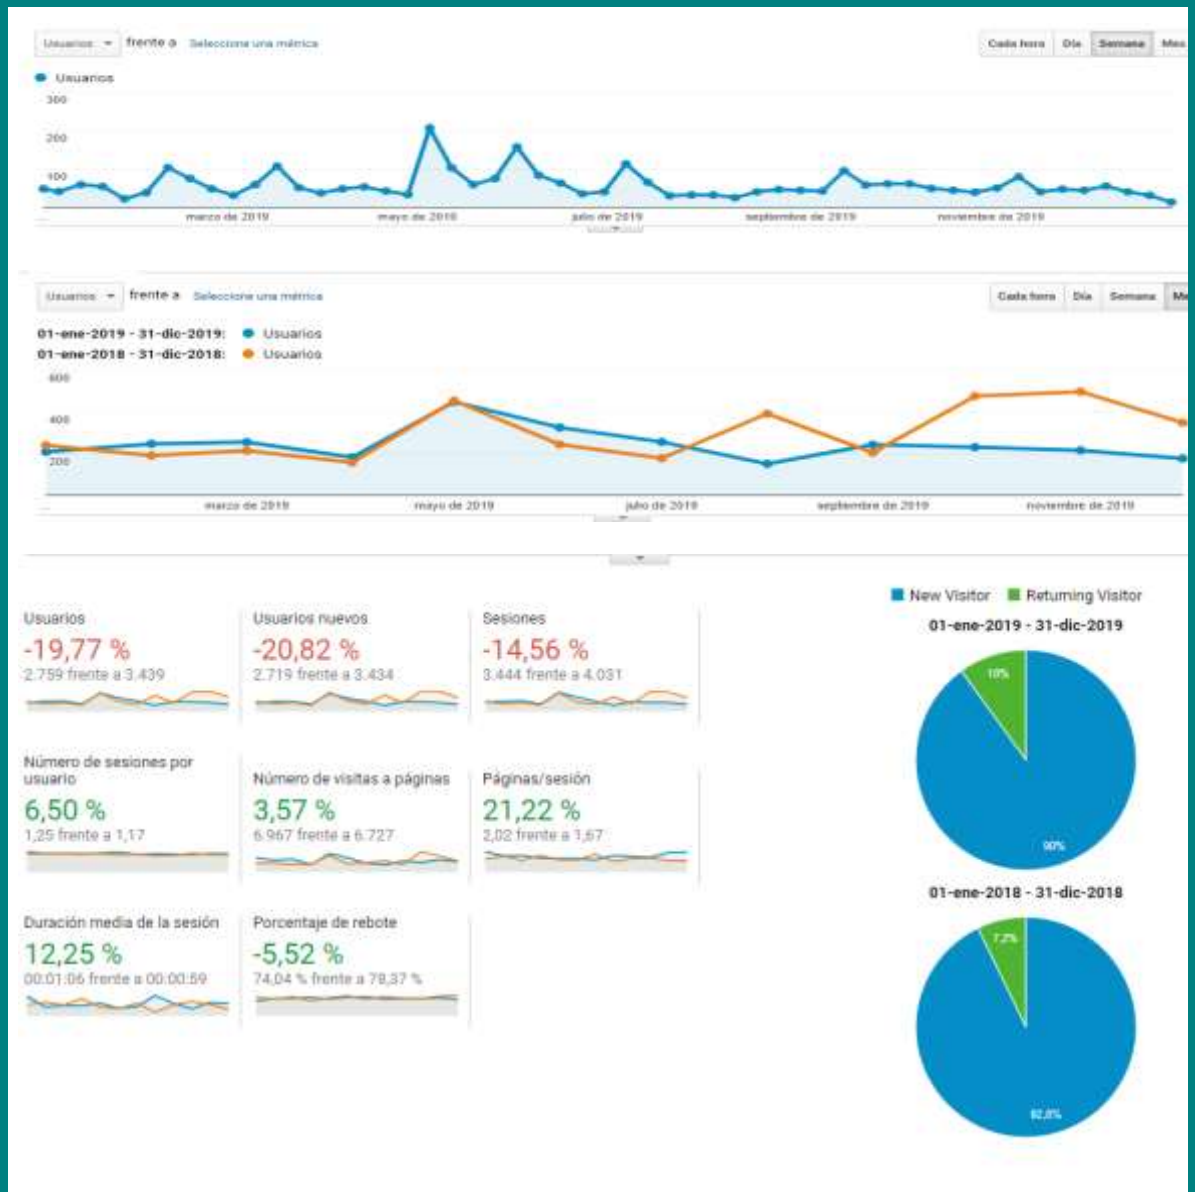 Usuarios frente a Seleccione una métrica
Cada hora Día Semana Mes
Usuarios
300
200
100
...
marzo de 2019 mayo de 2019 julio de 2019 septiembre de 2019 noviembre de 2019
Usuarios frente a Seleccione una métrica
Cada hora Día Semana Me
01-ene-2019 - 31-dic-2019: Usuarios
01-ene-2018 - 31-dic-2018: Usuarios
600
400
200
...
marzo de 2019 mayo de 2019 julio de 2019 septiembre de 2019 noviembre de 2019
Usuarios
-19,77 %
2.759 frente a 3.439
Usuarios nuevos
-20,82 %
2.719 frente a 3.434
Sesiones
-14,56 %
3.444 frente a 4.031
Número de sesiones por
usuario
6,50 %
1,25 frente a 1,17
Número de visitas a páginas
3,57 %
6.967 frente a 6.727
Páginas/sesión
21,22 %
2,02 frente a 1,67
Duración media de la sesión
12,25 %
00:01:06 frente a 00:00:59
Porcentaje de rebote
-5,52 %
74,04 % frente a 78,37 %
New Visitor Returning Visitor
01-ene-2019 - 31-dic-2019
10%
90%
01-ene-2018 - 31-dic-2018
7.2%
92.8%